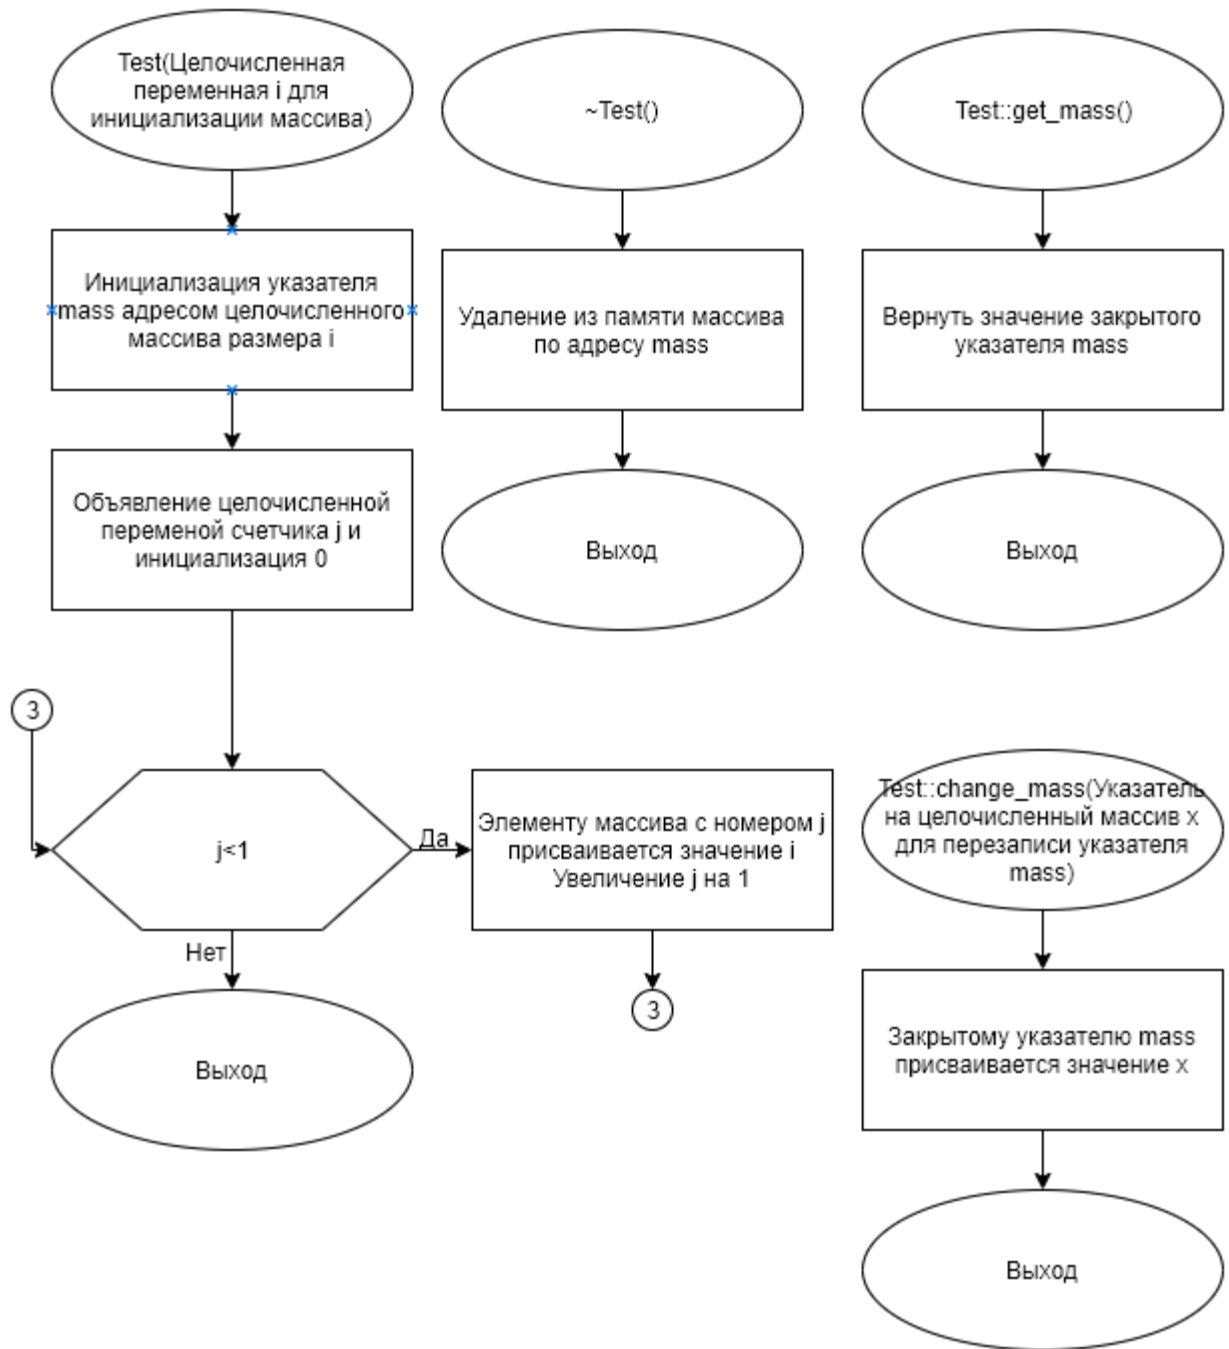 Test(Целочисленная
переменная i для
инициализации массива)
Инициализация указателя
mass адресом целочисленного
массива размера i
Объявление целочисленной
переменой счетчика j и
инициализация 0
3
j<1
Да
Нет
Выход
Элементу массива с номером j
присваивается значение i
Увеличение j на 1
3
~Test()
Удаление из памяти массива
по адресу mass
Выход
Test::get_mass()
Вернуть значение закрытого
указателя mass
Выход
Test::change_mass(Указатель
на целочисленный массив x
для перезаписи указателя
mass)
Закрытому указателю mass
присваивается значение x
Выход